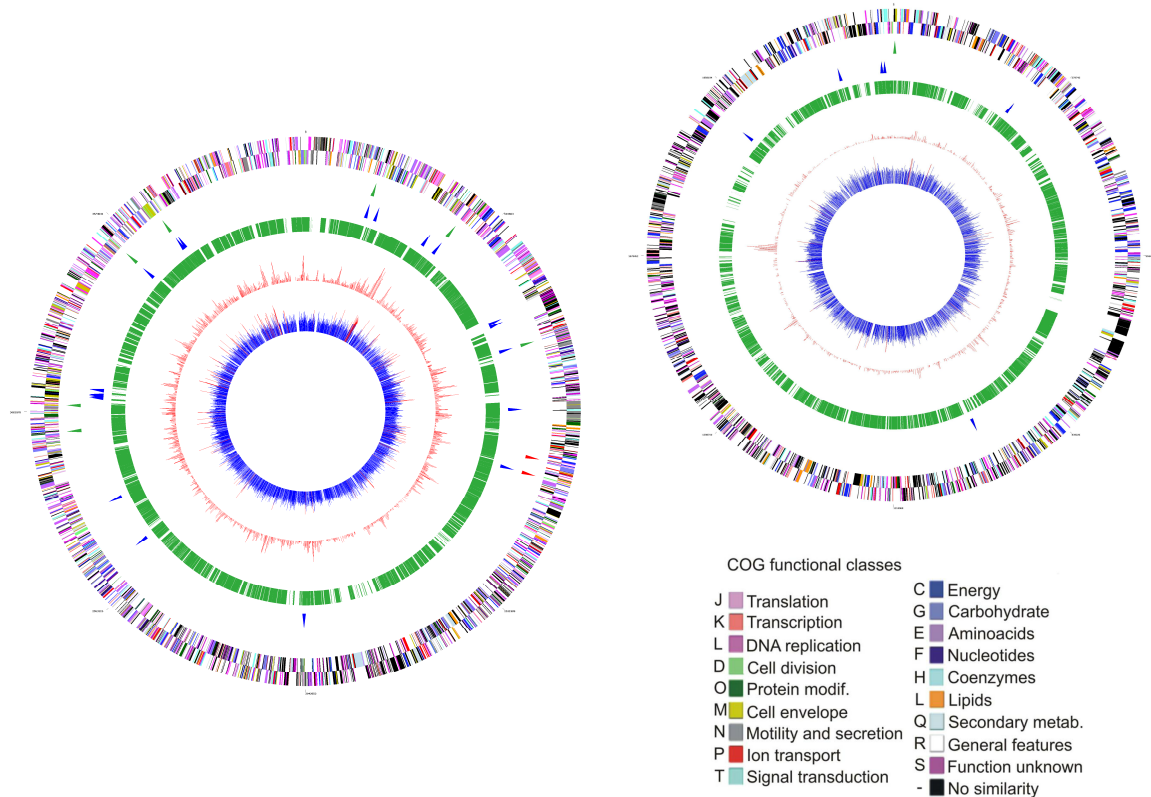 COG functional classes
J Translation
K Transcription
L DNA replication
D Cell division
O Protein modif.
M Cell envelope
N Motility and secretion
P Ion transport
T Signal transduction
C Energy
G Carbohydrate
E Aminoacids
F Nucleotides
H Coenzymes
L Lipids
Q Secondary metab.
R General features
S Function unknown
- No similarity